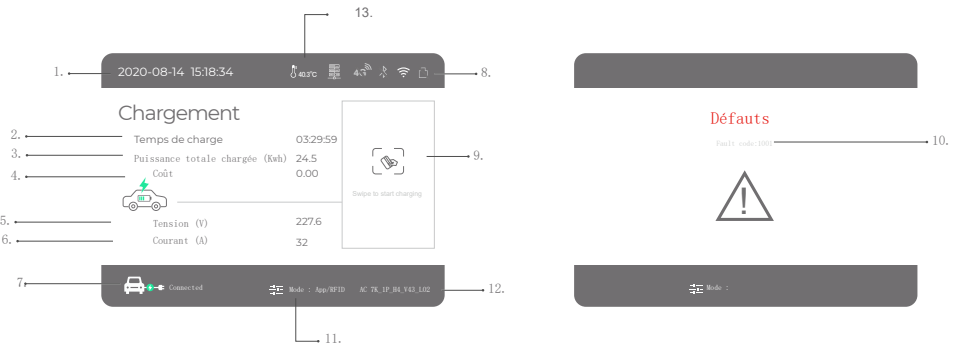 13.
1.
2020-08-14 15:18:34
40.3°C
4G
8.
Chargement
2. Temps de charge 03:29:59
3. Puissance totale chargée (Kwh) 24.5
4. Coût 0.00
9.
Swipe to start charging
5. Tension (V) 227.6
6. Courant (A) 32
7. Connected
Mode : App/RFID
AC 7K_1P_H4_V43_L02
12.
11.
Défauts
Fault code:1001
10.
Mode :